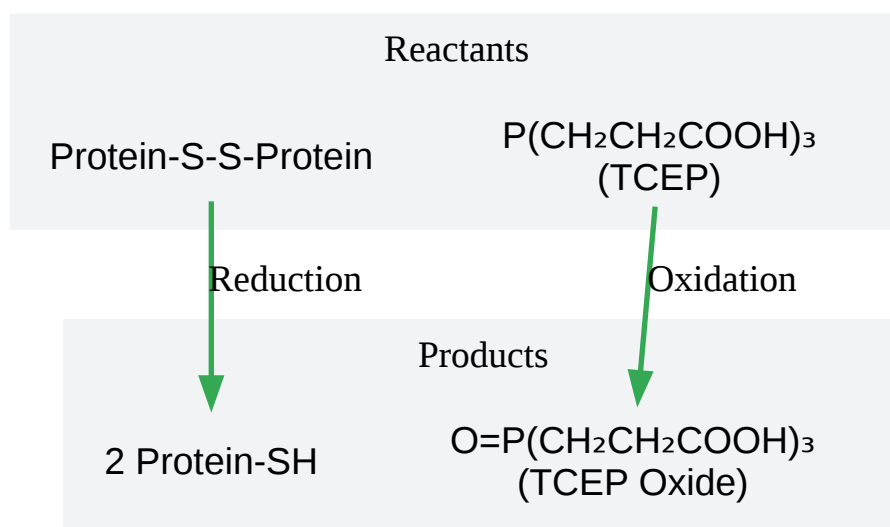 Reactants
Protein-S-S-Protein
P(CH₂CH₂COOH)₃
(TCEP)
Reduction
Oxidation
Products
2 Protein-SH
O=P(CH₂CH₂COOH)₃
(TCEP Oxide)